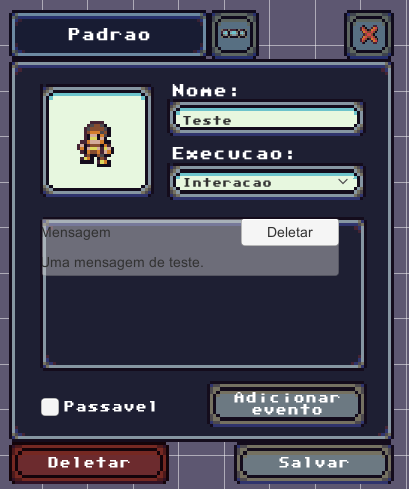 Padrao
Nome:
Teste
Execucao:
Interacao
Mensagem
Deletar
Uma mensagem de teste.
Passavel
Adicionar
evento
Deletar
Salvar